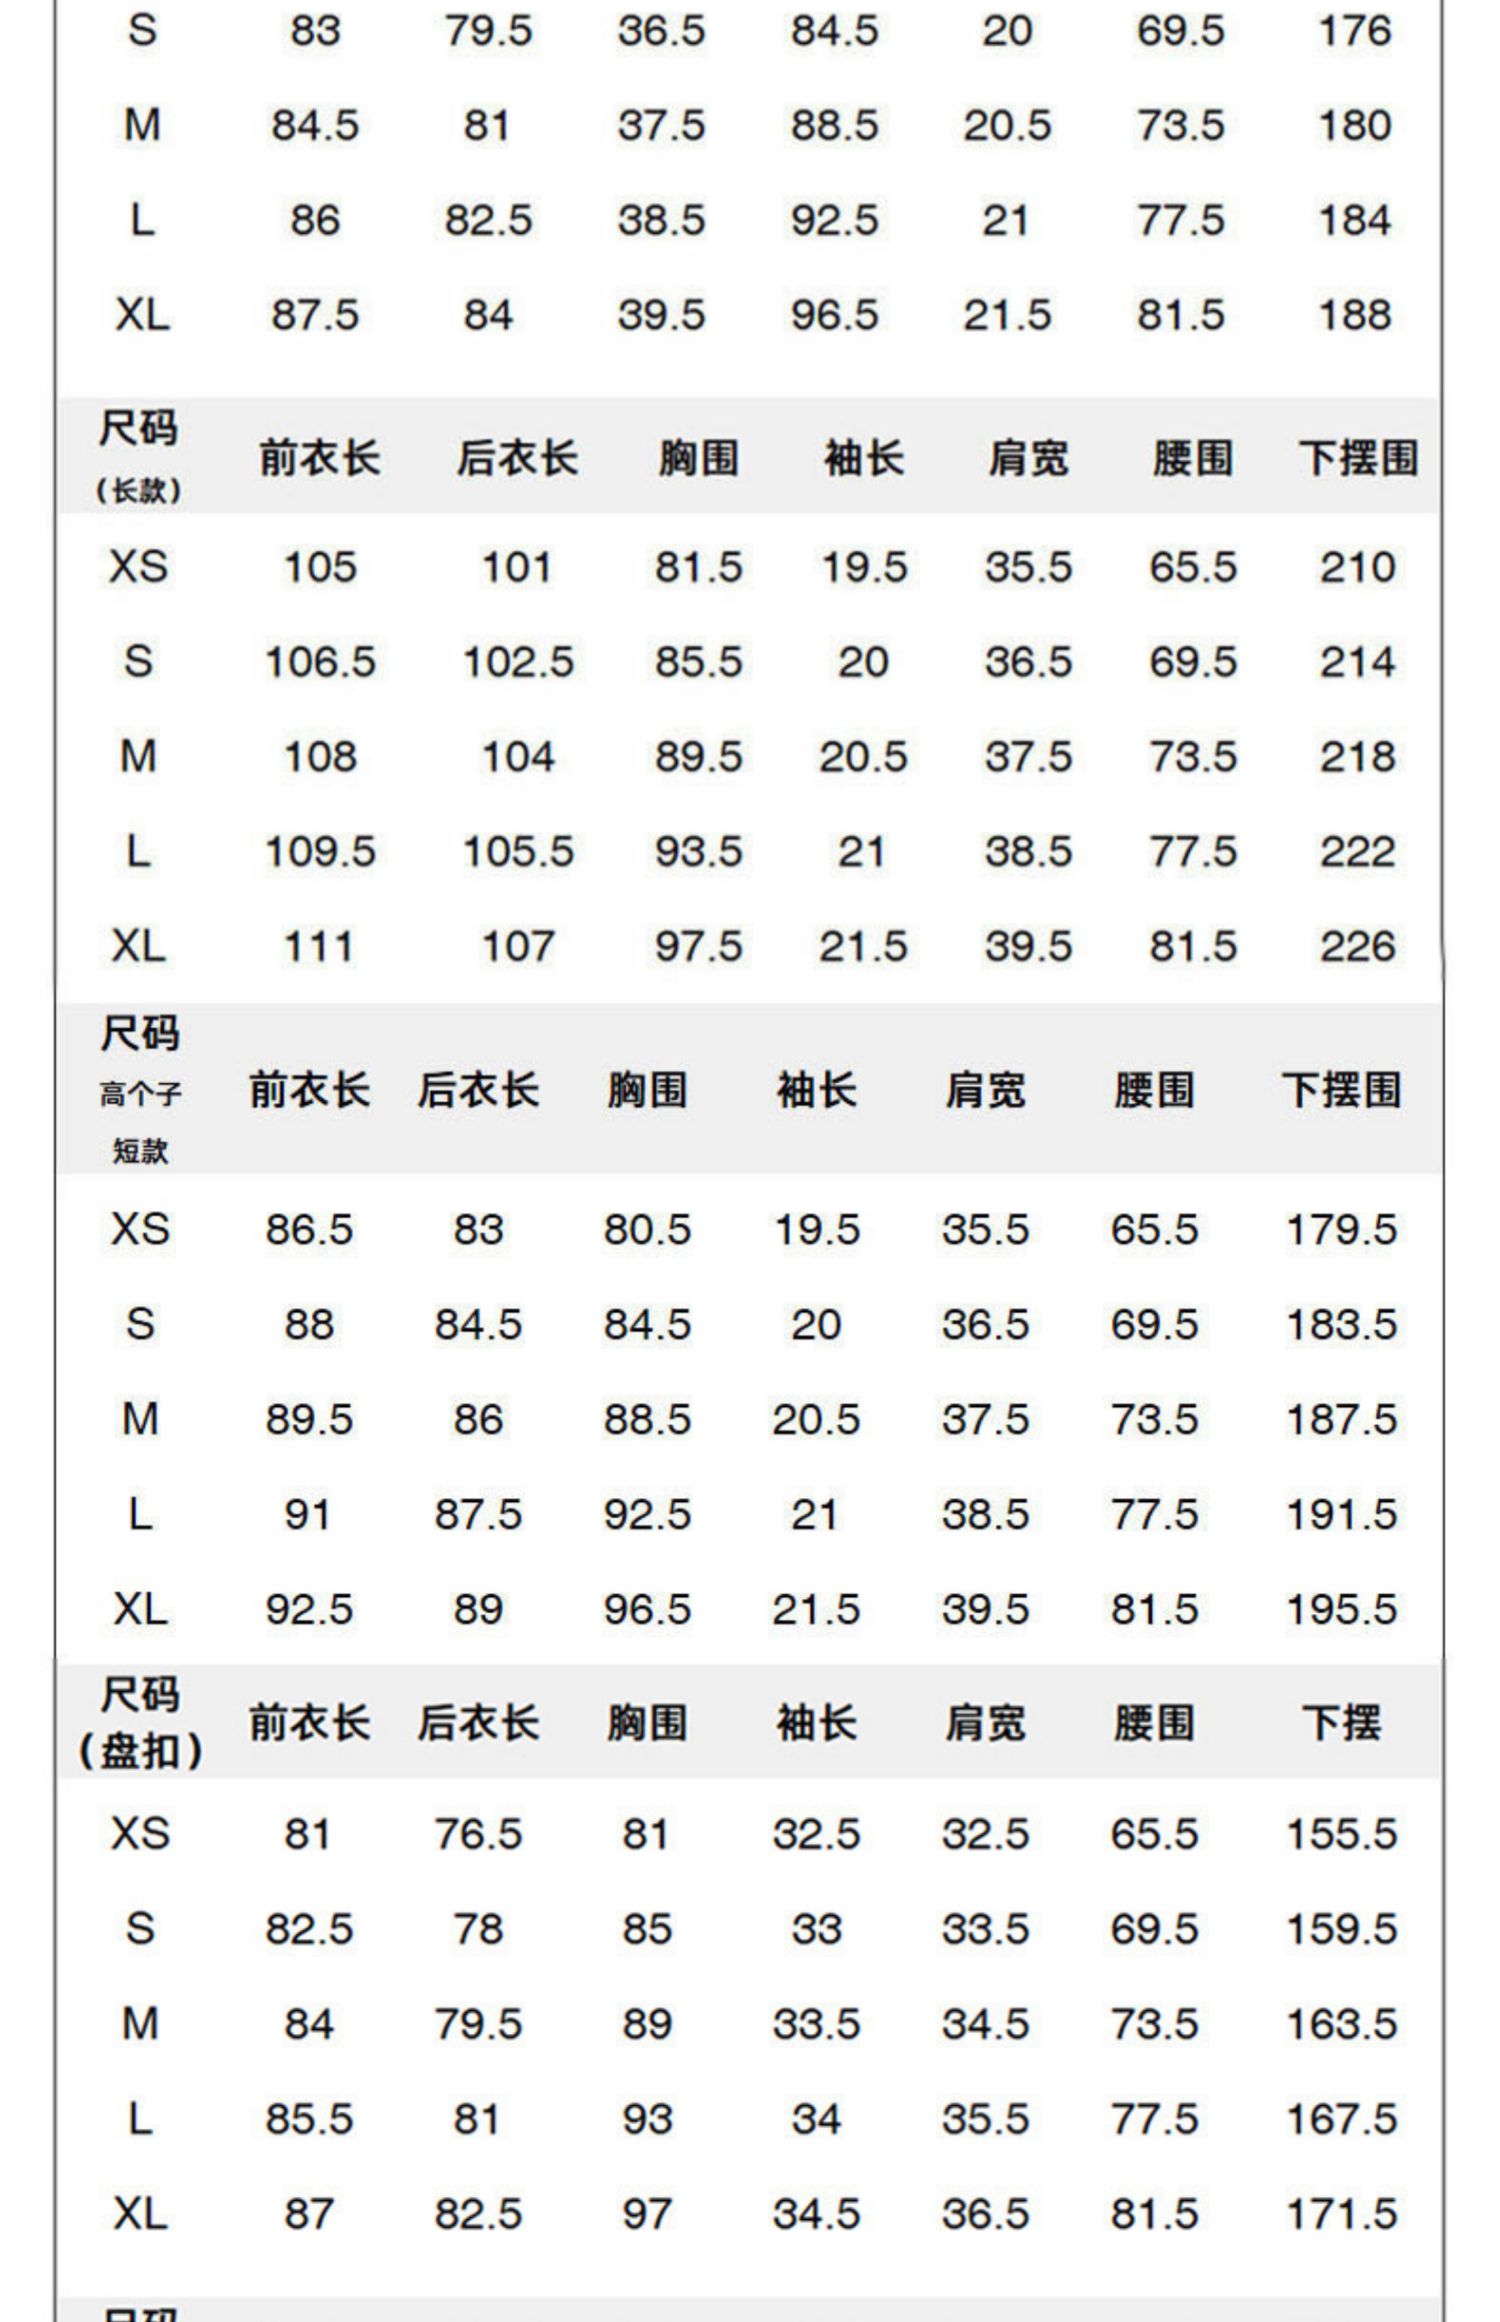 S 83 79.5 36.5 84.5 20 69.5 176
M 84.5 81 37.5 88.5 20.5 73.5 180
L 86 82.5 38.5 92.5 21 77.5 184
XL 87.5 84 39.5 96.5 21.5 81.5 188
尺码
(长款) 前衣长 后衣长 胸围 袖长 肩宽 腰围 下摆围
XS 105 101 81.5 19.5 35.5 65.5 210
S 106.5 102.5 85.5 20 36.5 69.5 214
M 108 104 89.5 20.5 37.5 73.5 218
L 109.5 105.5 93.5 21 38.5 77.5 222
XL 111 107 97.5 21.5 39.5 81.5 226
尺码
高个子 前衣长 后衣长 胸围 袖长 肩宽 腰围 下摆围
短款
XS 86.5 83 80.5 19.5 35.5 65.5 179.5
S 88 84.5 84.5 20 36.5 69.5 183.5
M 89.5 86 88.5 20.5 37.5 73.5 187.5
L 91 87.5 92.5 21 38.5 77.5 191.5
XL 92.5 89 96.5 21.5 39.5 81.5 195.5
尺码
(盘扣) 前衣长 后衣长 胸围 袖长 肩宽 腰围 下摆
XS 81 76.5 81 32.5 32.5 65.5 155.5
S 82.5 78 85 33 33.5 69.5 159.5
M 84 79.5 89 33.5 34.5 73.5 163.5
L 85.5 81 93 34 35.5 77.5 167.5
XL 87 82.5 97 34.5 36.5 81.5 171.5